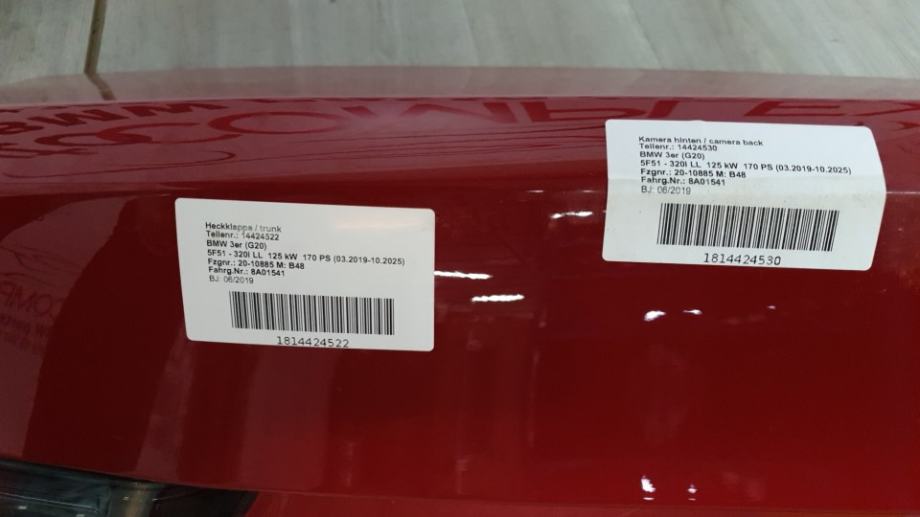 Heckklappe / trunk
Teilenr.: 14424522
BMW 3er (G20)
5F51 - 320I LL 125 kW 170 PS (03.2019-10.2025)
Fzgnr.: 20-10885 M: B48
Fahrg.Nr.: 8A01541
BJ: 06/2019
1814424522
Kamera hinten / camera back
Teilenr.: 14424530
BMW 3er (G20)
5F51 - 320I LL 125 kW 170 PS (03.2019-10.2025)
Fzgnr.: 20-10885 M: B48
Fahrg.Nr.: 8A01541
BJ: 06/2019
1814424530